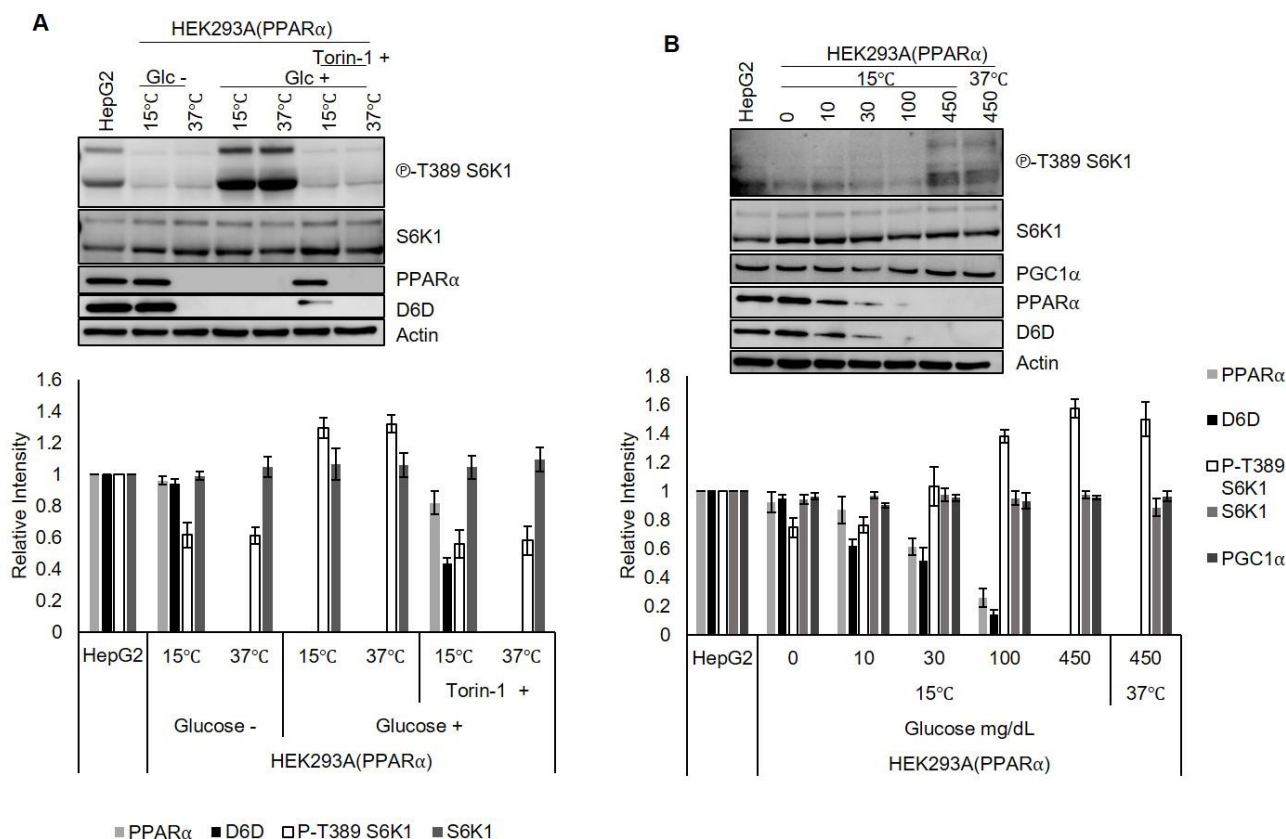 A
HEK293A(PPARα)
Torin-1 +
Glc -
Glc +
HepG2
15℃
37℃
15℃
37℃
15℃
37℃
Ⓟ-T389 S6K1
S6K1
PPARα
D6D
Actin
1.6
1.4
1.2
1
0.8
0.6
0.4
0.2
0
Relative Intensity
HepG2
15℃
37℃
15℃
37℃
15℃
37℃
Torin-1 +
Glucose -
Glucose +
HEK293A(PPARα)
PPARα D6D P-T389 S6K1 S6K1
B
HEK293A(PPARα)
15℃
37℃
HepG2
0
10
30
100
450
450
Ⓟ-T389 S6K1
S6K1
PGC1α
PPARα
D6D
Actin
1.8
1.6
1.4
1.2
1
0.8
0.6
0.4
0.2
0
Relative Intensity
HepG2
0
10
30
100
450
450
15℃
37℃
Glucose mg/dL
HEK293A(PPARα)
PPARα
D6D
P-T389
S6K1
S6K1
PGC1α